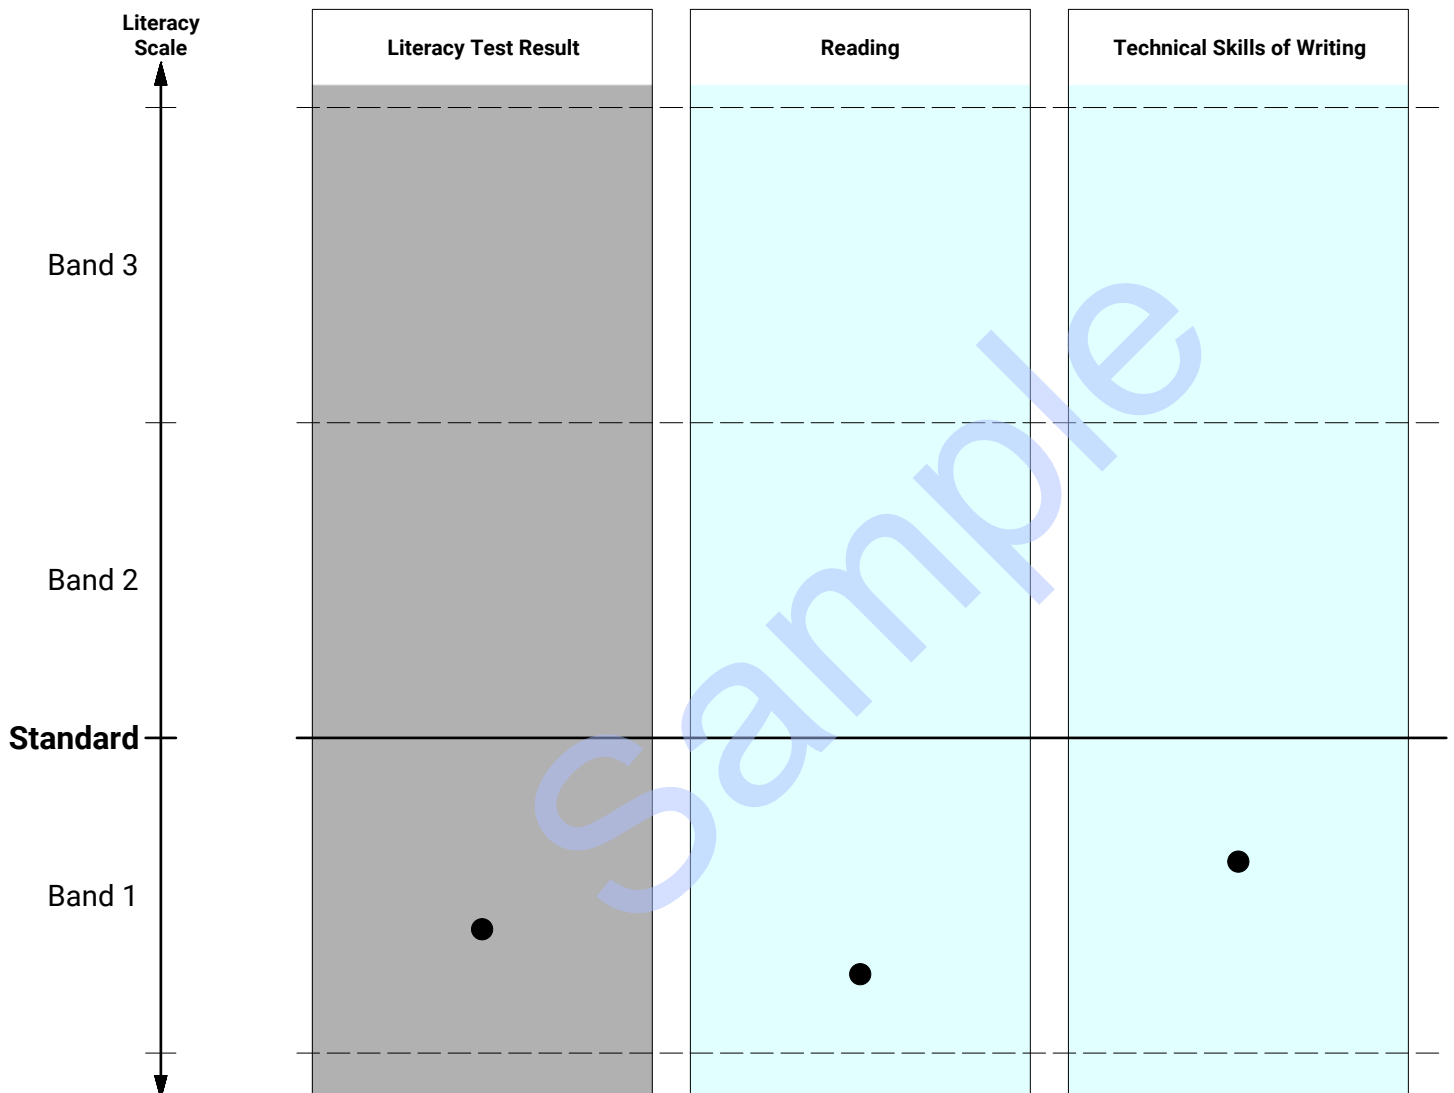 Literacy
Scale
Literacy Test Result
Reading
Technical Skills of Writing
Band 3
Band 2
Standard
Band 1
Sample